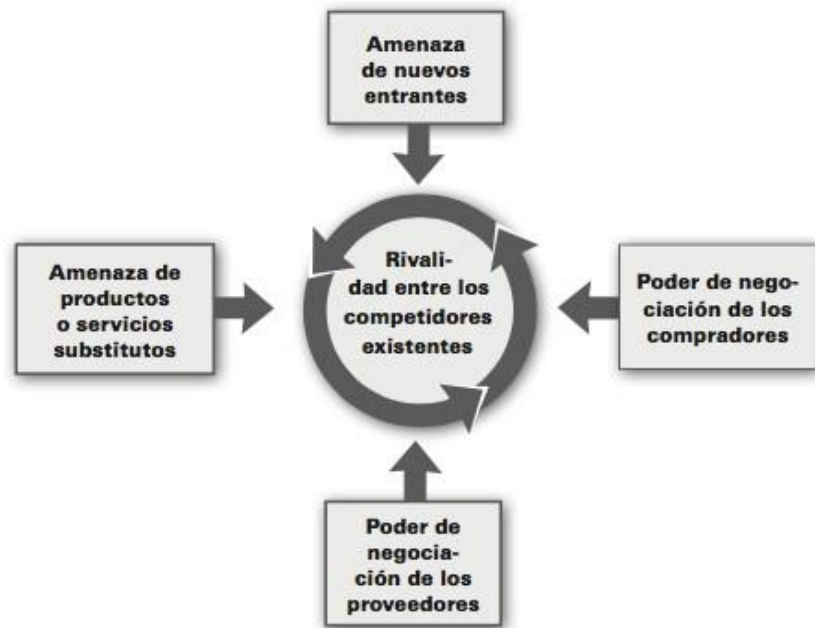 Amenaza
de nuevos
entrantes
Amenaza de
productos
o servicios
substitutos
Rivali-
dad entre los
competidores
existentes
Poder de nego-
ciación de los
compradores
Poder de
negocia-
ción de los
proveedores